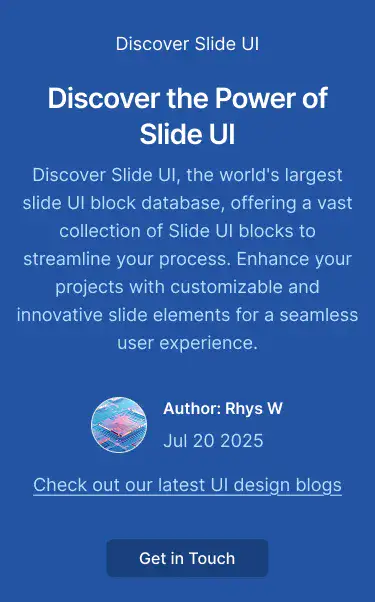 Discover Slide UI
Discover the Power of
Slide UI
Discover Slide UI, the world's largest
slide UI block database, offering a vast
collection of Slide UI blocks to
streamline your process. Enhance your
projects with customizable and
innovative slide elements for a seamless
user experience.
Author: Rhys W
Jul 20 2025
Check out our latest UI design blogs
Get in Touch